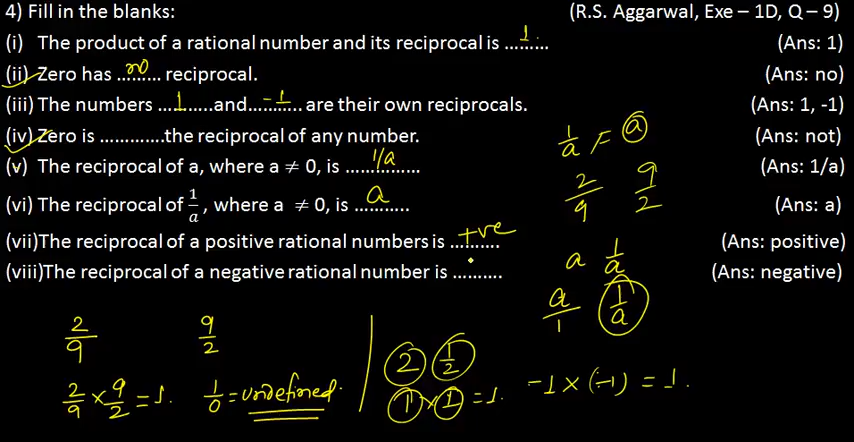 4) Fill in the blanks: (R.S. Aggarwal, Exe – 1D, Q – 9)
(i) The product of a rational number and its reciprocal is ...1... (Ans: 1)
(ii) Zero has ...no... reciprocal. (Ans: no)
(iii) The numbers ...1...and...-1... are their own reciprocals. (Ans: 1, -1)
(iv) Zero is .............the reciprocal of any number. (Ans: not)
(v) The reciprocal of a, where a ≠ 0, is ...1/a... (Ans: 1/a)
(vi) The reciprocal of 1/a, where a ≠ 0, is ...a... (Ans: a)
(vii)The reciprocal of a positive rational numbers is ...+ve... (Ans: positive)
(viii)The reciprocal of a negative rational number is .......... (Ans: negative)
1/a = a
2/9 9/2
a 1/a
a/1 1/a
2/9 9/2
2/9 × 9/2 = 1. 1/0 = undefined.
2 1/2
1 × 1 = 1. -1 × (-1) = 1.